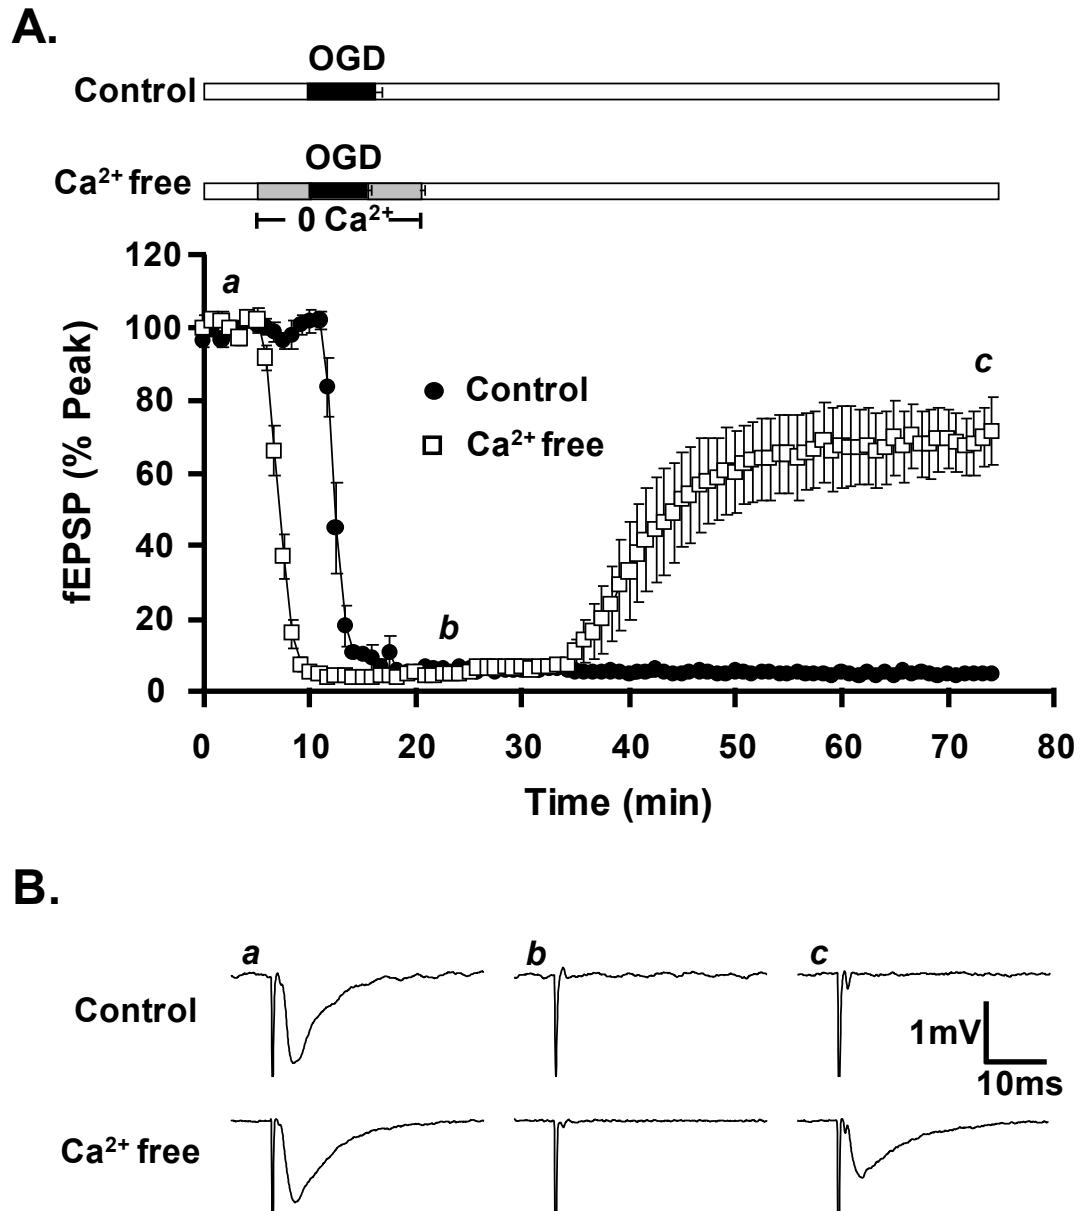 A.
OGD
Control
OGD
Ca²⁺ free
0 Ca²⁺
120
100
80
60
40
20
0
fEPSP (% Peak)
a
b
c
Control
Ca²⁺ free
0 10 20 30 40 50 60 70 80
Time (min)
B.
a b c
Control
1mV
10ms
Ca²⁺ free